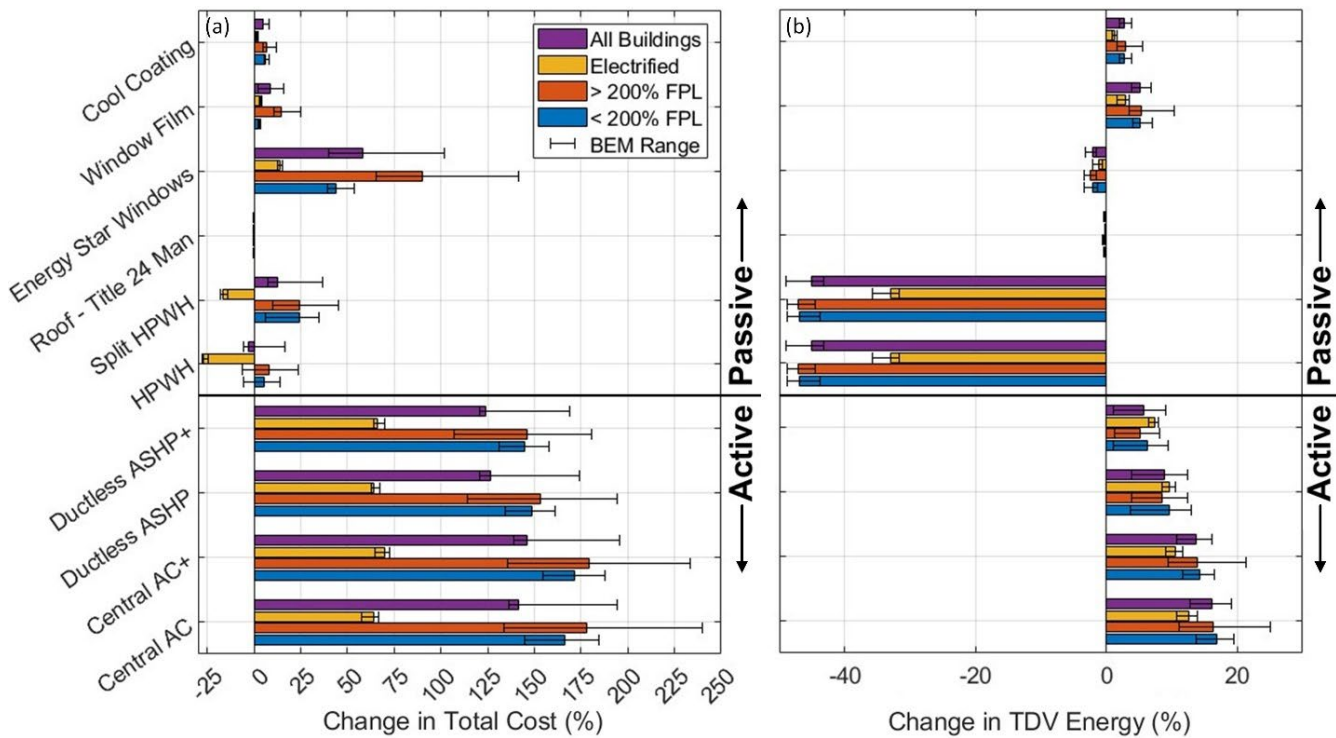 (a)
All Buildings
Electrified
> 200% FPL
< 200% FPL
BEM Range
Cool Coating
Window Film
Energy Star Windows
Roof - Title 24 Man
Split HPWH
HPWH
Ductless ASHP+
Ductless ASHP
Central AC+
Central AC
Passive
Active
-25 0 25 50 75 100 125 150 175 200 225 250
Change in Total Cost (%)
(b)
Passive
Active
-40 -20 0 20
Change in TDV Energy (%)